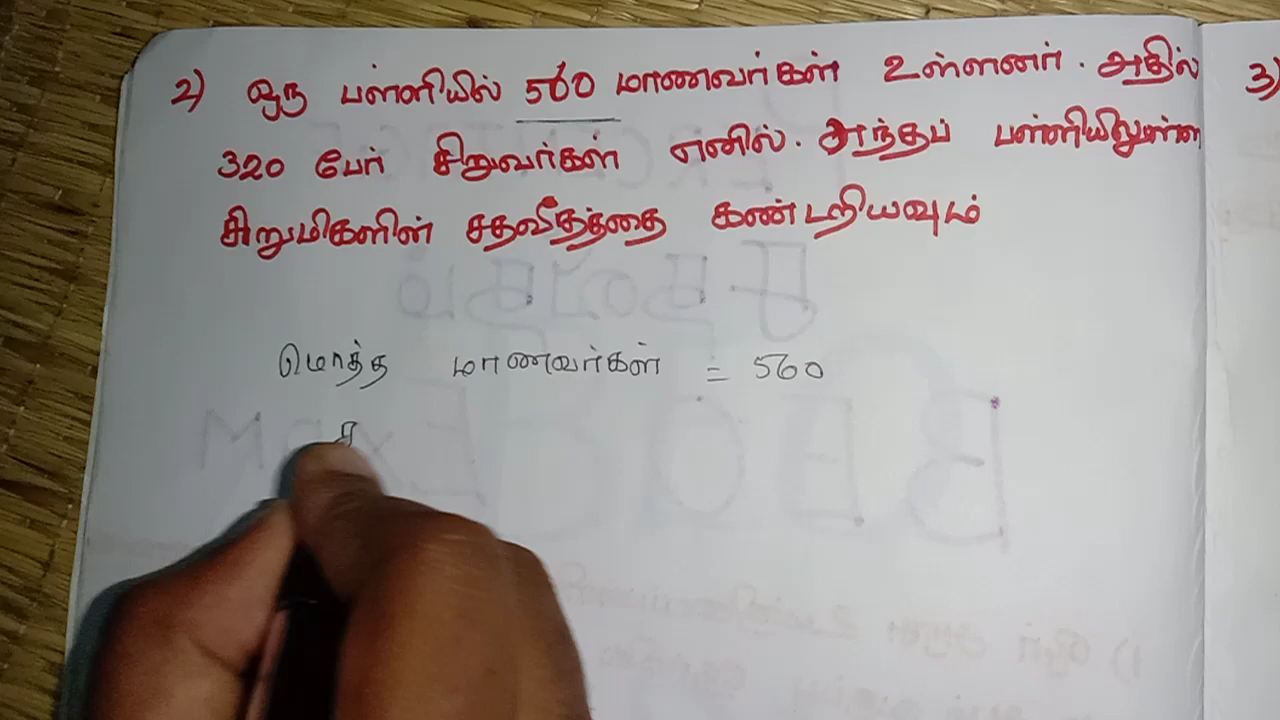 2) ஒரு பள்ளியில் 560 மாணவர்கள் உள்ளனர். அதில்
320 பேர் சிறுவர்கள் எனில். அந்தப் பள்ளியிலுள்ள
சிறுமிகளின் சதவீதத்தை கண்டறியவும்
மொத்த மாணவர்கள் = 560
3)